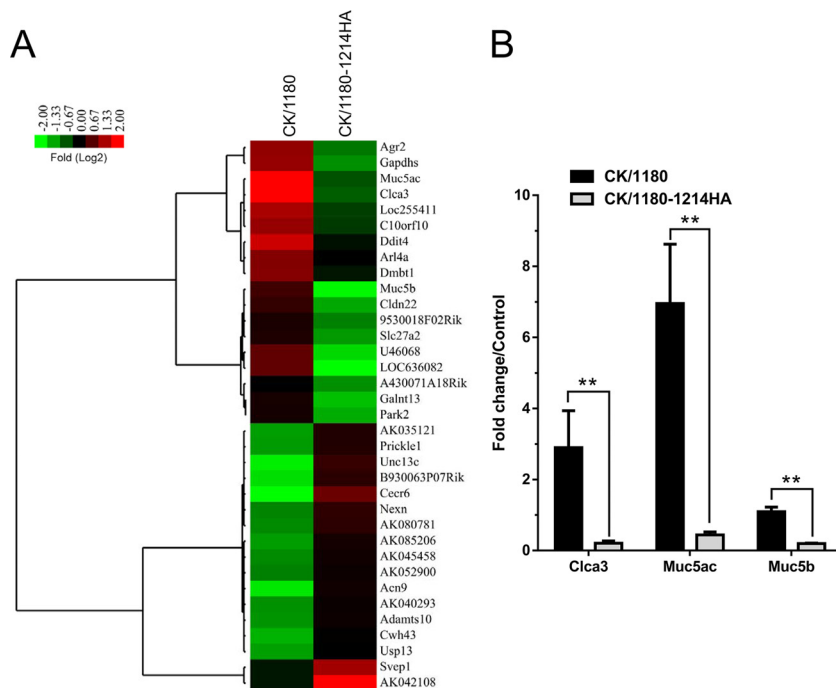 A
CK/1180
CK/1180-1214HA
-2.00
-1.33
-0.67
0.00
0.67
1.33
2.00
Fold (Log2)
Agr2
Gapdhs
Muc5ac
Clca3
Loc255411
C10orf10
Ddit4
Arl4a
Dmbt1
Muc5b
Cldn22
9530018F02Rik
Slc27a2
U46068
LOC636082
A430071A18Rik
Galnt13
Park2
AK035121
Prickle1
Unc13c
B930063P07Rik
Cecr6
Nexn
AK080781
AK085206
AK045458
AK052900
Acn9
AK040293
Adamts10
Cwh43
Usp13
Svep1
AK042108
B
CK/1180
CK/1180-1214HA
Fold change/Control
10
8
6
4
2
0
**
**
**
Clca3 Muc5ac Muc5b